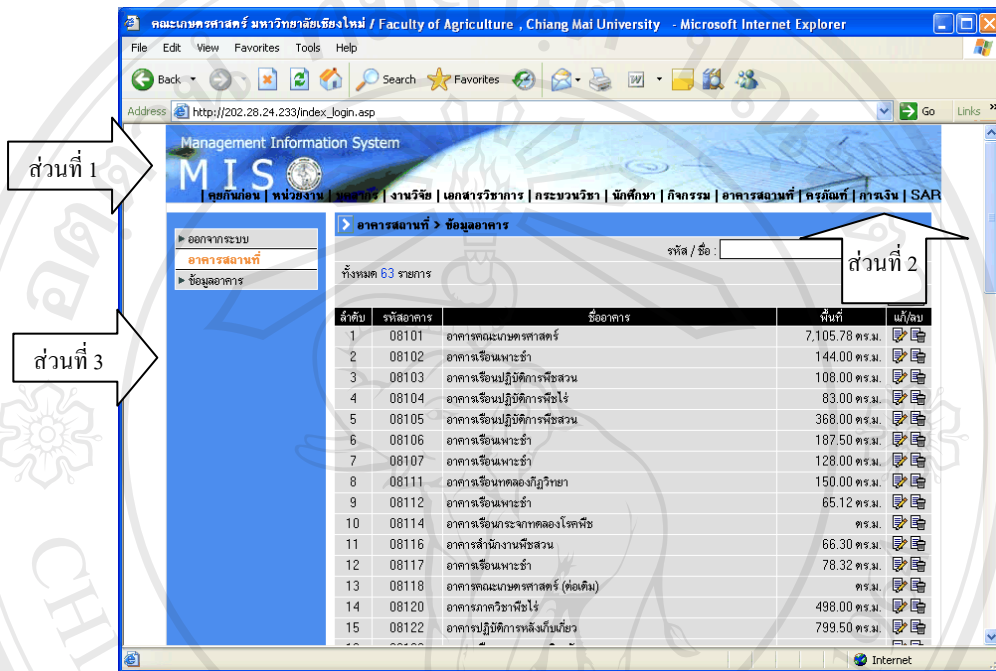 คณะเกษตรศาสตร์ มหาวิทยาลัยเชียงใหม่ / Faculty of Agriculture , Chiang Mai University - Microsoft Internet Explorer
File Edit View Favorites Tools Help
Back Search Favorites
Address http://202.28.24.233/index_login.asp Go Links »
Management Information System
MIS
| คุยกันก่อน | หน่วยงาน | บุคลากร | งานวิจัย | เอกสารวิชาการ | กระบวนวิชา | นักศึกษา | กิจกรรม | อาคารสถานที่ | ครุภัณฑ์ | การเงิน | SAR
ส่วนที่ 1
ส่วนที่ 2
ส่วนที่ 3
ออกจากระบบ
อาคารสถานที่
ข้อมูลอาคาร
อาคารสถานที่ > ข้อมูลอาคาร
รหัส / ชื่อ :
ทั้งหมด 63 รายการ
ลำดับ รหัสอาคาร ชื่ออาคาร พื้นที่ แก้/ลบ
1 08101 อาคารคณะเกษตรศาสตร์ 7,105.78 ตร.ม.
2 08102 อาคารเรือนเพาะชำ 144.00 ตร.ม.
3 08103 อาคารเรือนปฏิบัติการพืชสวน 108.00 ตร.ม.
4 08104 อาคารเรือนปฏิบัติการพืชไร่ 83.00 ตร.ม.
5 08105 อาคารเรือนปฏิบัติการพืชสวน 368.00 ตร.ม.
6 08106 อาคารเรือนเพาะชำ 187.50 ตร.ม.
7 08107 อาคารเรือนเพาะชำ 128.00 ตร.ม.
8 08111 อาคารเรือนทดลองกีฏวิทยา 150.00 ตร.ม.
9 08112 อาคารเรือนเพาะชำ 65.12 ตร.ม.
10 08114 อาคารเรือนกระจกทดลองโรคพืช ตร.ม.
11 08116 อาคารสำนักงานพืชสวน 66.30 ตร.ม.
12 08117 อาคารเรือนเพาะชำ 78.32 ตร.ม.
13 08118 อาคารคณะเกษตรศาสตร์ (ต่อเติม) ตร.ม.
14 08120 อาคารภาควิชาพืชไร่ 498.00 ตร.ม.
15 08122 อาคารปฏิบัติการหลังเก็บเกี่ยว 799.50 ตร.ม.
Internet